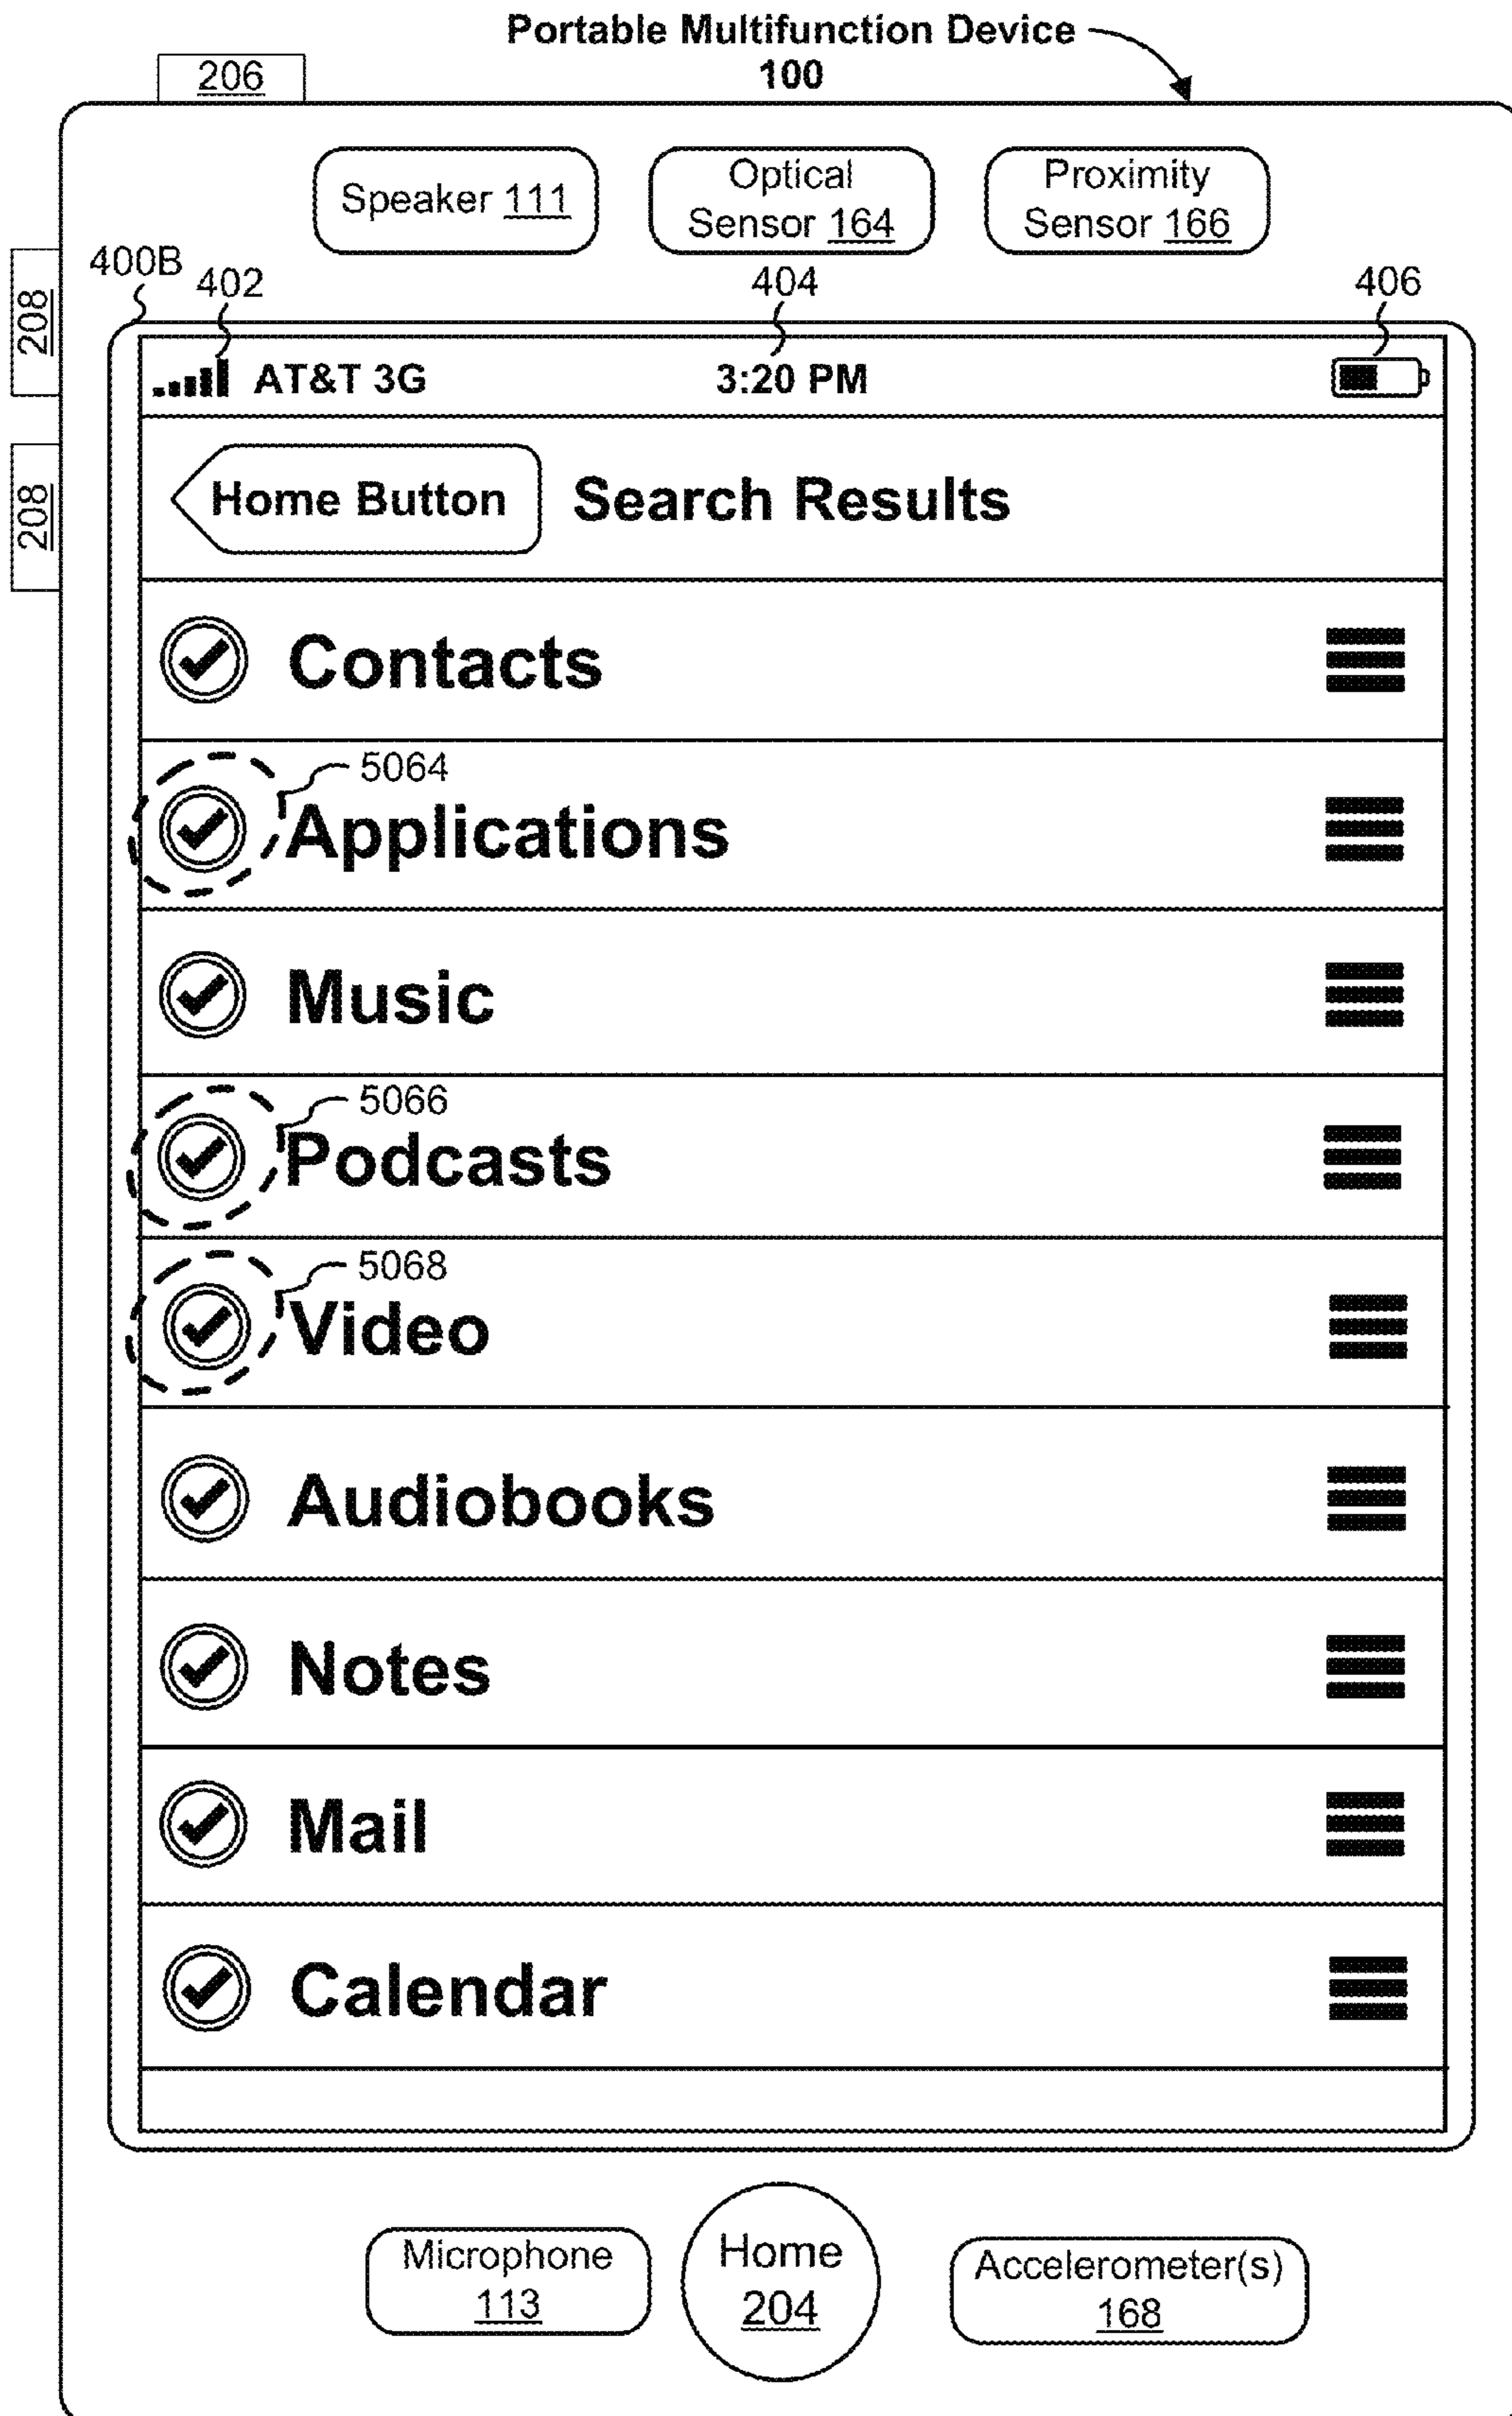 Portable Multifunction Device
100
206
Speaker 111
Optical
Sensor 164
Proximity
Sensor 166
208
208
400B
402
404
406
AT&T 3G
3:20 PM
Home Button
Search Results
Contacts
5064
Applications
Music
5066
Podcasts
5068
Video
Audiobooks
Notes
Mail
Calendar
Microphone
113
Home
204
Accelerometer(s)
168